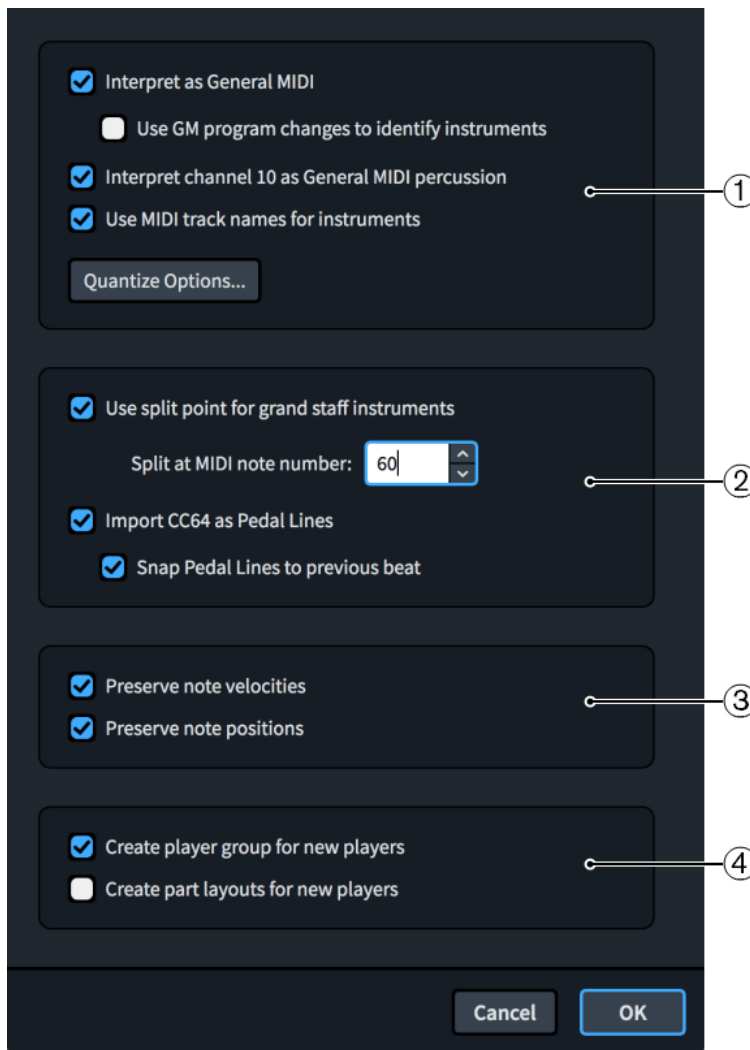 Interpret as General MIDI
Use GM program changes to identify instruments
Interpret channel 10 as General MIDI percussion
1
Use MIDI track names for instruments
Quantize Options...
Use split point for grand staff instruments
Split at MIDI note number: 60
2
Import CC64 as Pedal Lines
Snap Pedal Lines to previous beat
Preserve note velocities
3
Preserve note positions
Create player group for new players
4
Create part layouts for new players
Cancel OK